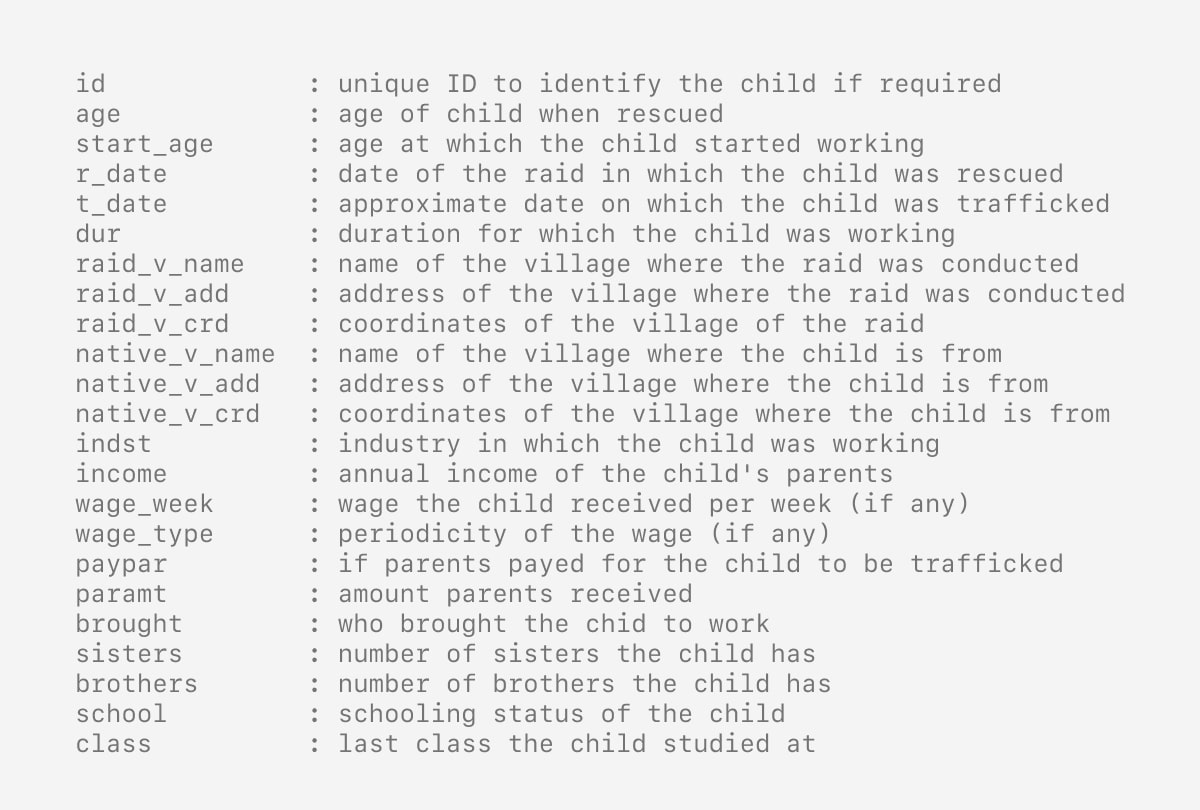 id : unique ID to identify the child if required
age : age of child when rescued
start_age : age at which the child started working
r_date : date of the raid in which the child was rescued
t_date : approximate date on which the child was trafficked
dur : duration for which the child was working
raid_v_name : name of the village where the raid was conducted
raid_v_add : address of the village where the raid was conducted
raid_v_crd : coordinates of the village of the raid
native_v_name : name of the village where the child is from
native_v_add : address of the village where the child is from
native_v_crd : coordinates of the village where the child is from
indst : industry in which the child was working
income : annual income of the child's parents
wage_week : wage the child received per week (if any)
wage_type : periodicity of the wage (if any)
paypar : if parents payed for the child to be trafficked
paramt : amount parents received
brought : who brought the chid to work
sisters : number of sisters the child has
brothers : number of brothers the child has
school : schooling status of the child
class : last class the child studied at